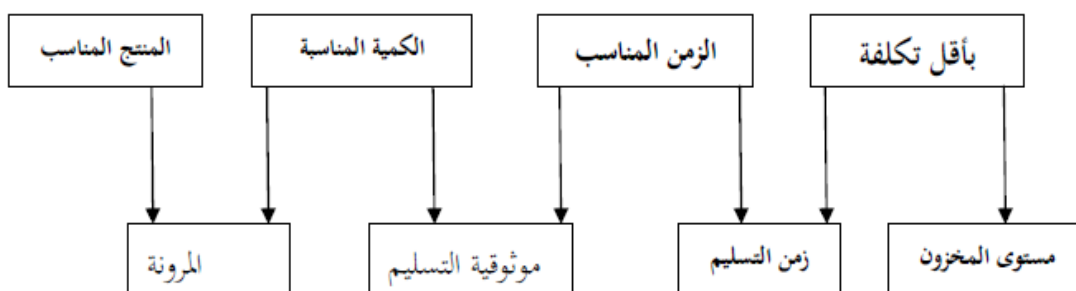 بأقل تكلفة
الزمن المناسب
الكمية المناسبة
المنتج المناسب
مستوى المخزون
زمن التسليم
موثوقية التسليم
المرونة